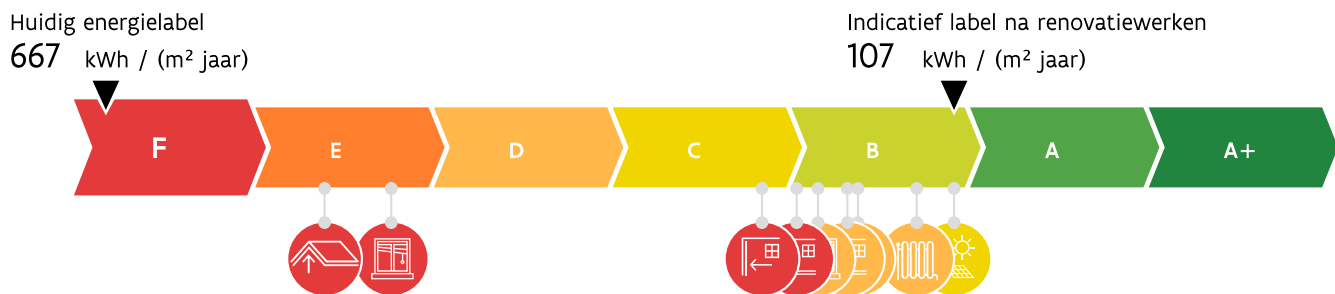 Huidig energielabel
667 kWh / (m² jaar)
Indicatief label na renovatiewerken
107 kWh / (m² jaar)
F E D C B A A+